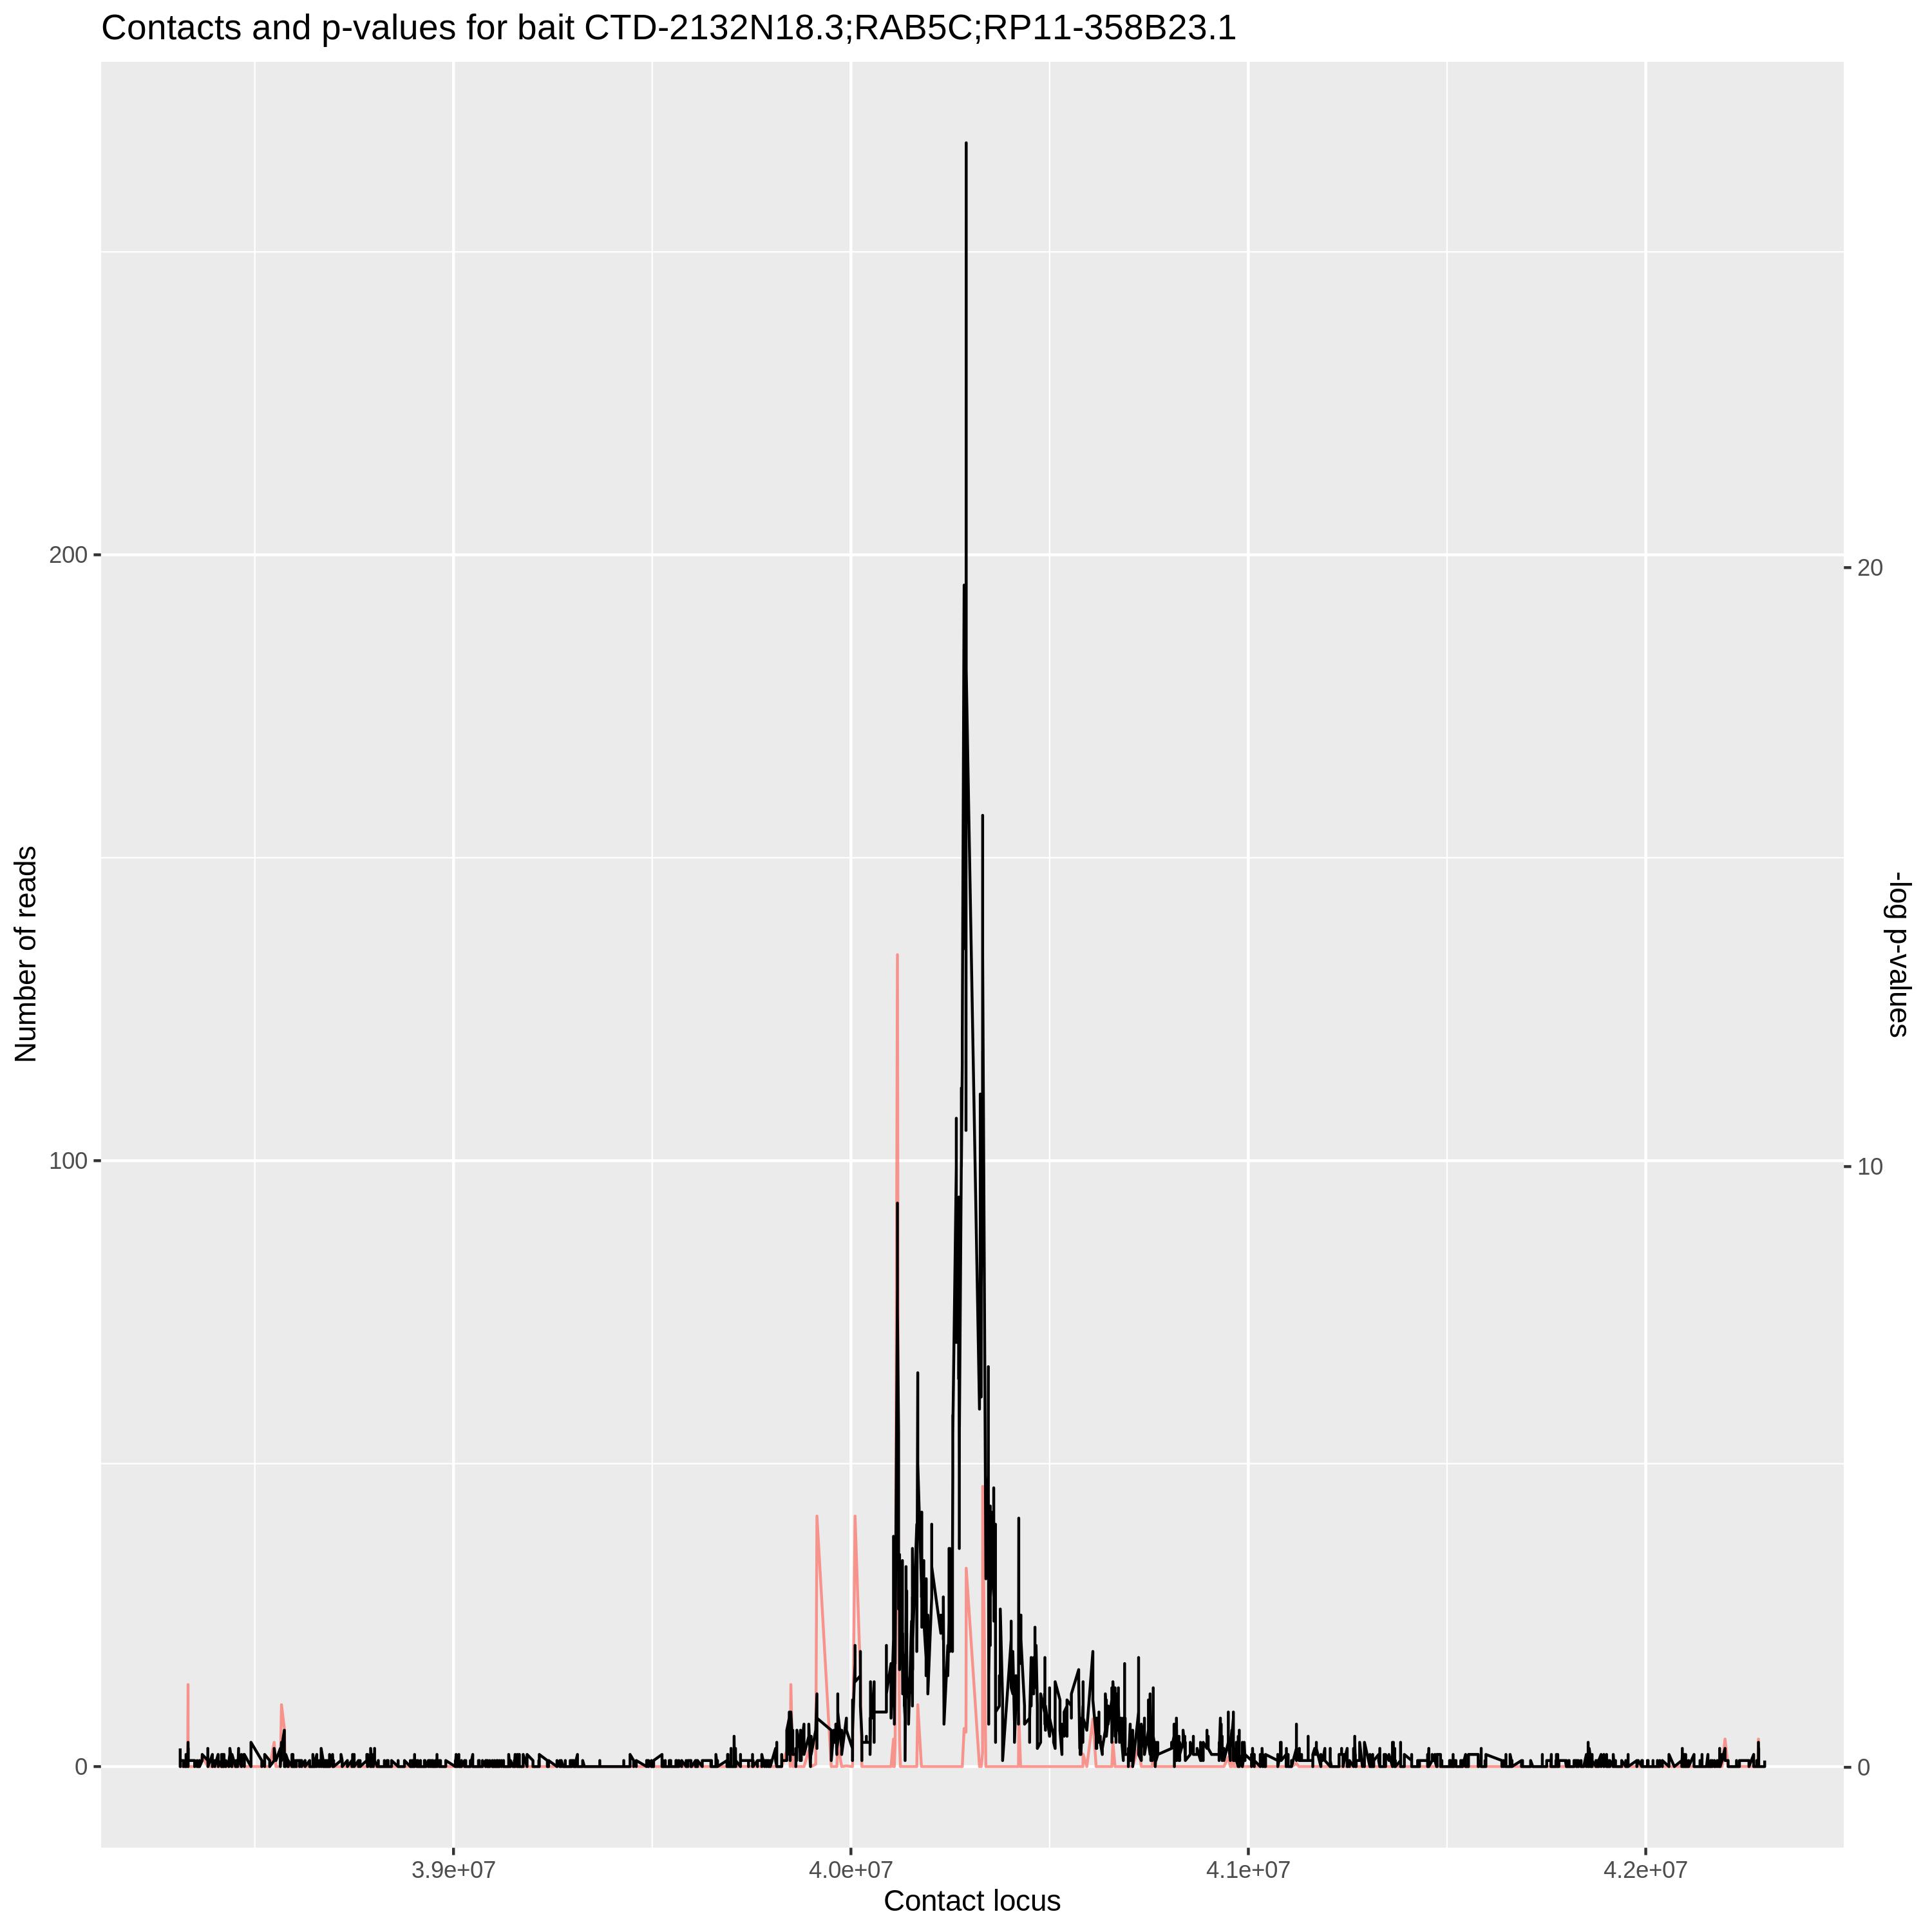 Contacts and p-values for bait CTD-2132N18.3;RAB5C;RP11-358B23.1
Number of reads
200
100
0
20
10
0
-log p-values
3.9e+07
4.0e+07
4.1e+07
4.2e+07
Contact locus